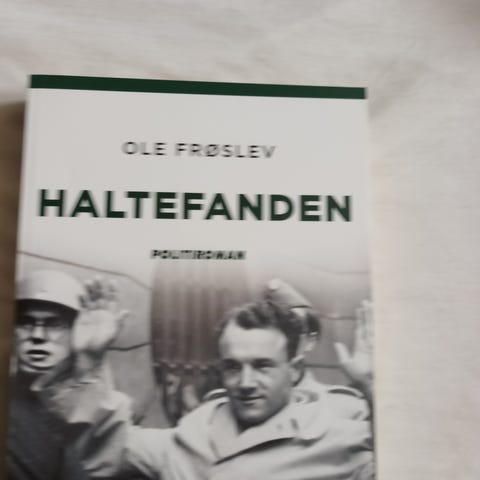 OLE FRØSLEV
HALTEFANDEN
POLITIROMAN